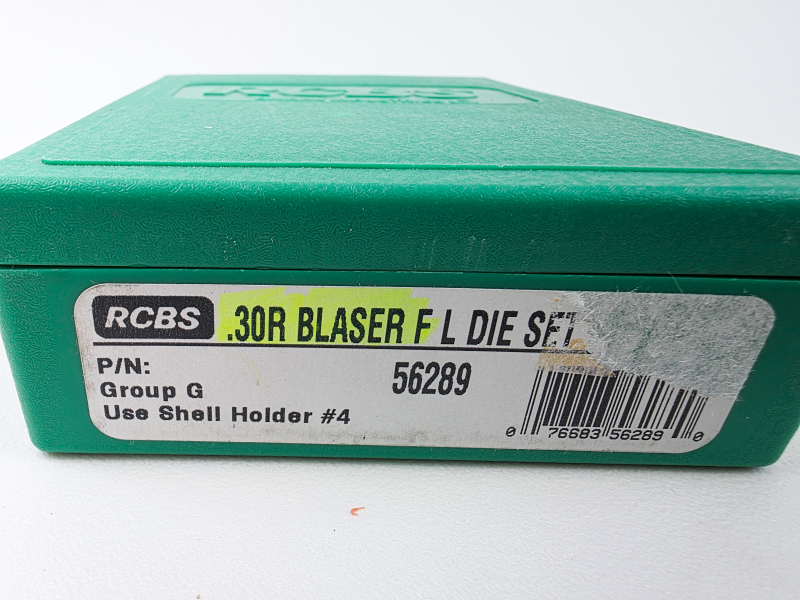 RCBS
RCBS .30R BLASER F L DIE SET
P/N: 56289
Group G
Use Shell Holder #4
0 76683 56289 0